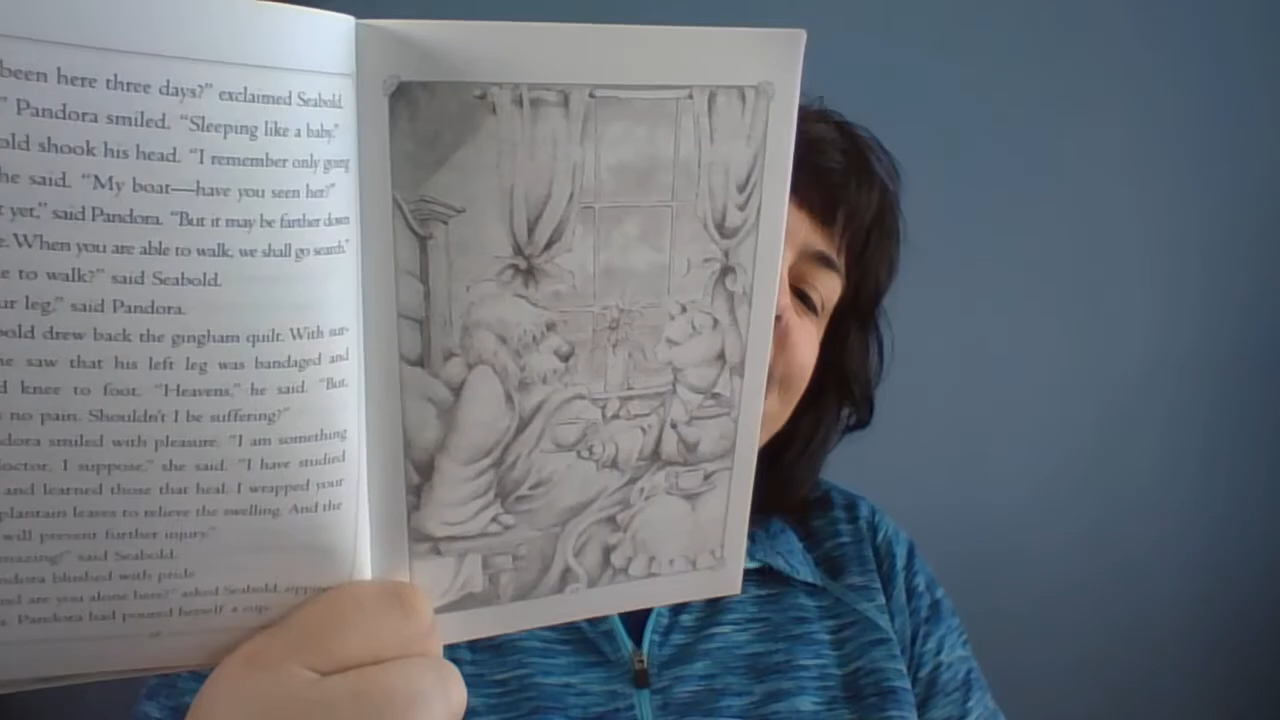 been here three days?" exclaimed Seabold.
" Pandora smiled. "Sleeping like a baby."
old shook his head. "I remember only going
he said. "My boat—have you seen her?"
t yet," said Pandora. "But it may be farther down
e. When you are able to walk, we shall go search."
e to walk?" said Seabold.
ur leg," said Pandora.
bold drew back the gingham quilt. With sur-
he saw that his left leg was bandaged and
d knee to foot. "Heavens," he said. "But,
no pain. Shouldn't I be suffering?"
dora smiled with pleasure. "I am something
doctor, I suppose," she said. "I have studied
and learned those that heal. I wrapped your
plantain leaves to relieve the swelling. And the
will prevent further injury."
mazing!" said Seabold.
ndora blushed with pride.
nd are you alone here?" asked Seabold,
a. Pandora had poured herself a cup.